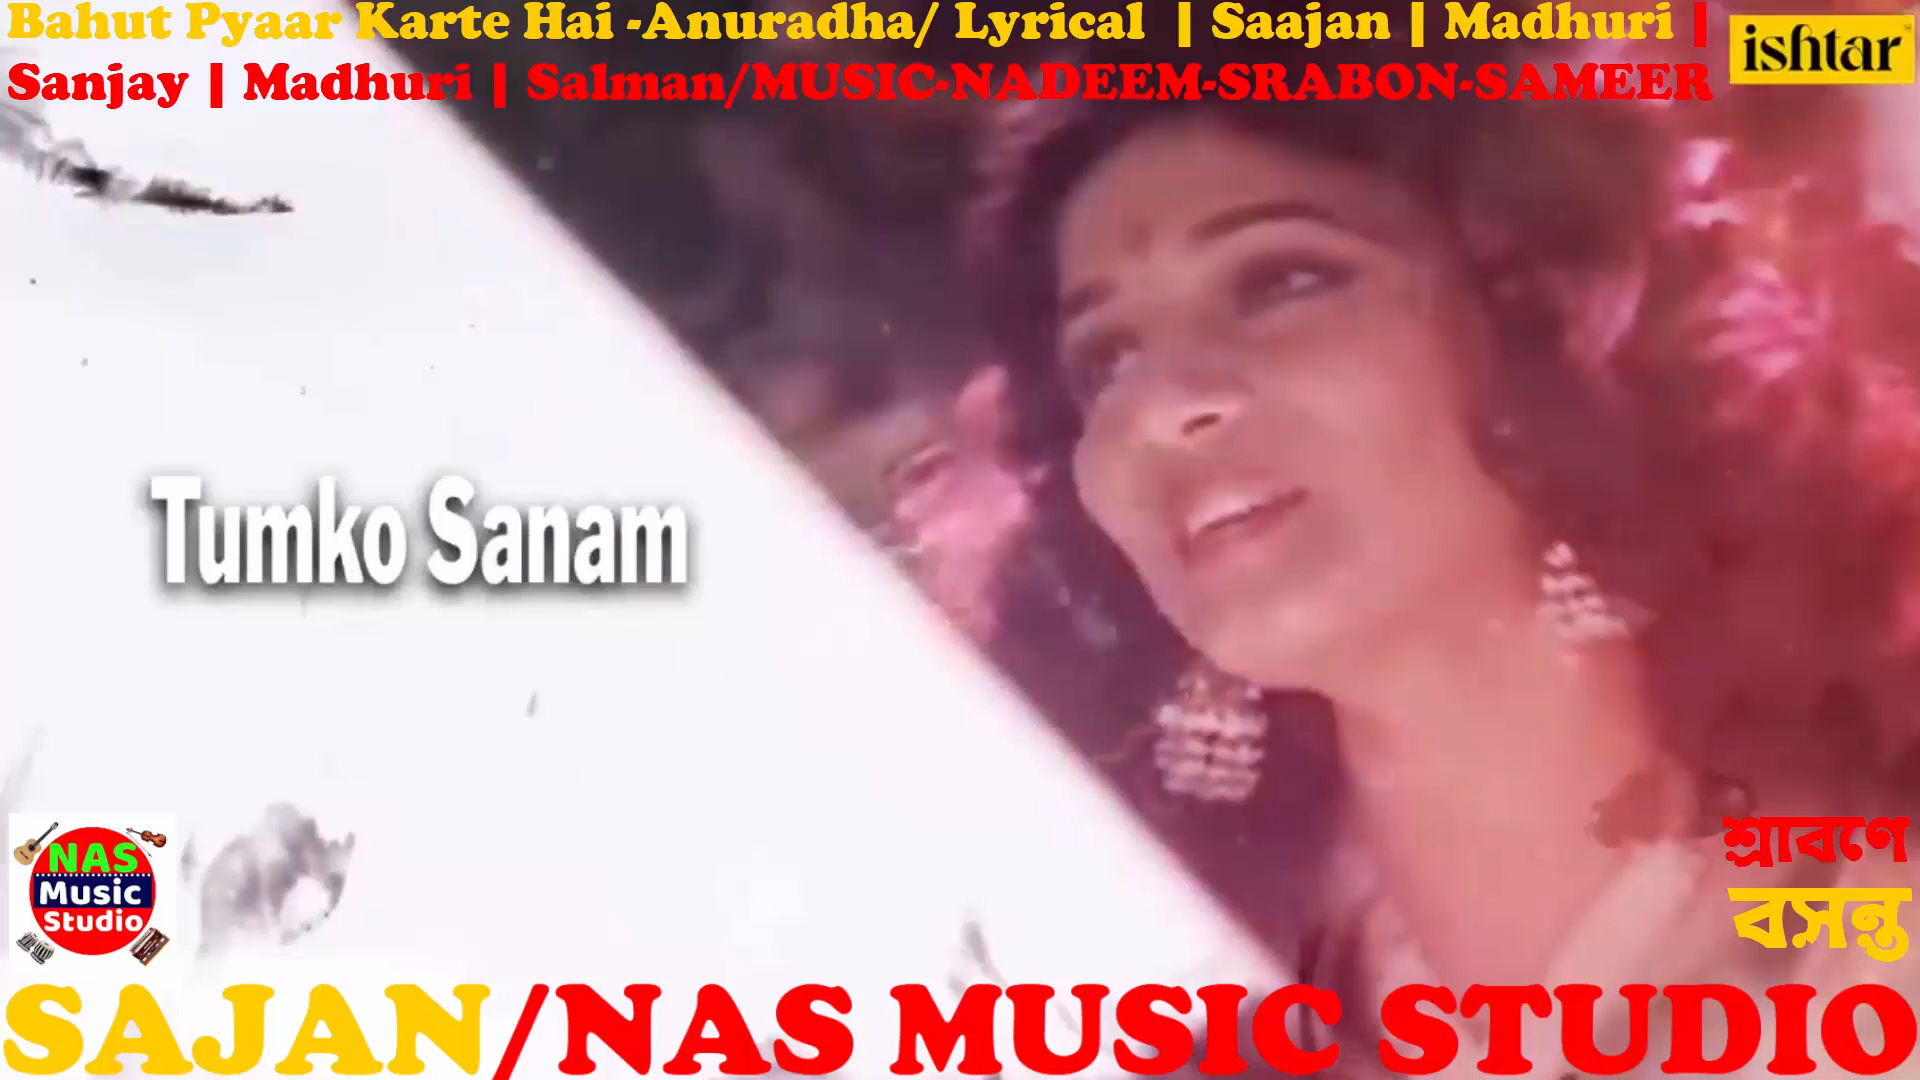 Bahut Pyaar Karte Hai -Anuradha/ Lyrical | Saajan | Madhuri |
Sanjay | Madhuri | Salman/MUSIC-NADEEM-SRABON-SAMEER
ishtar
Tumko Sanam
NAS
Music
Studio
শ্রাবণে
বসন্ত
SAJAN/NAS MUSIC STUDIO